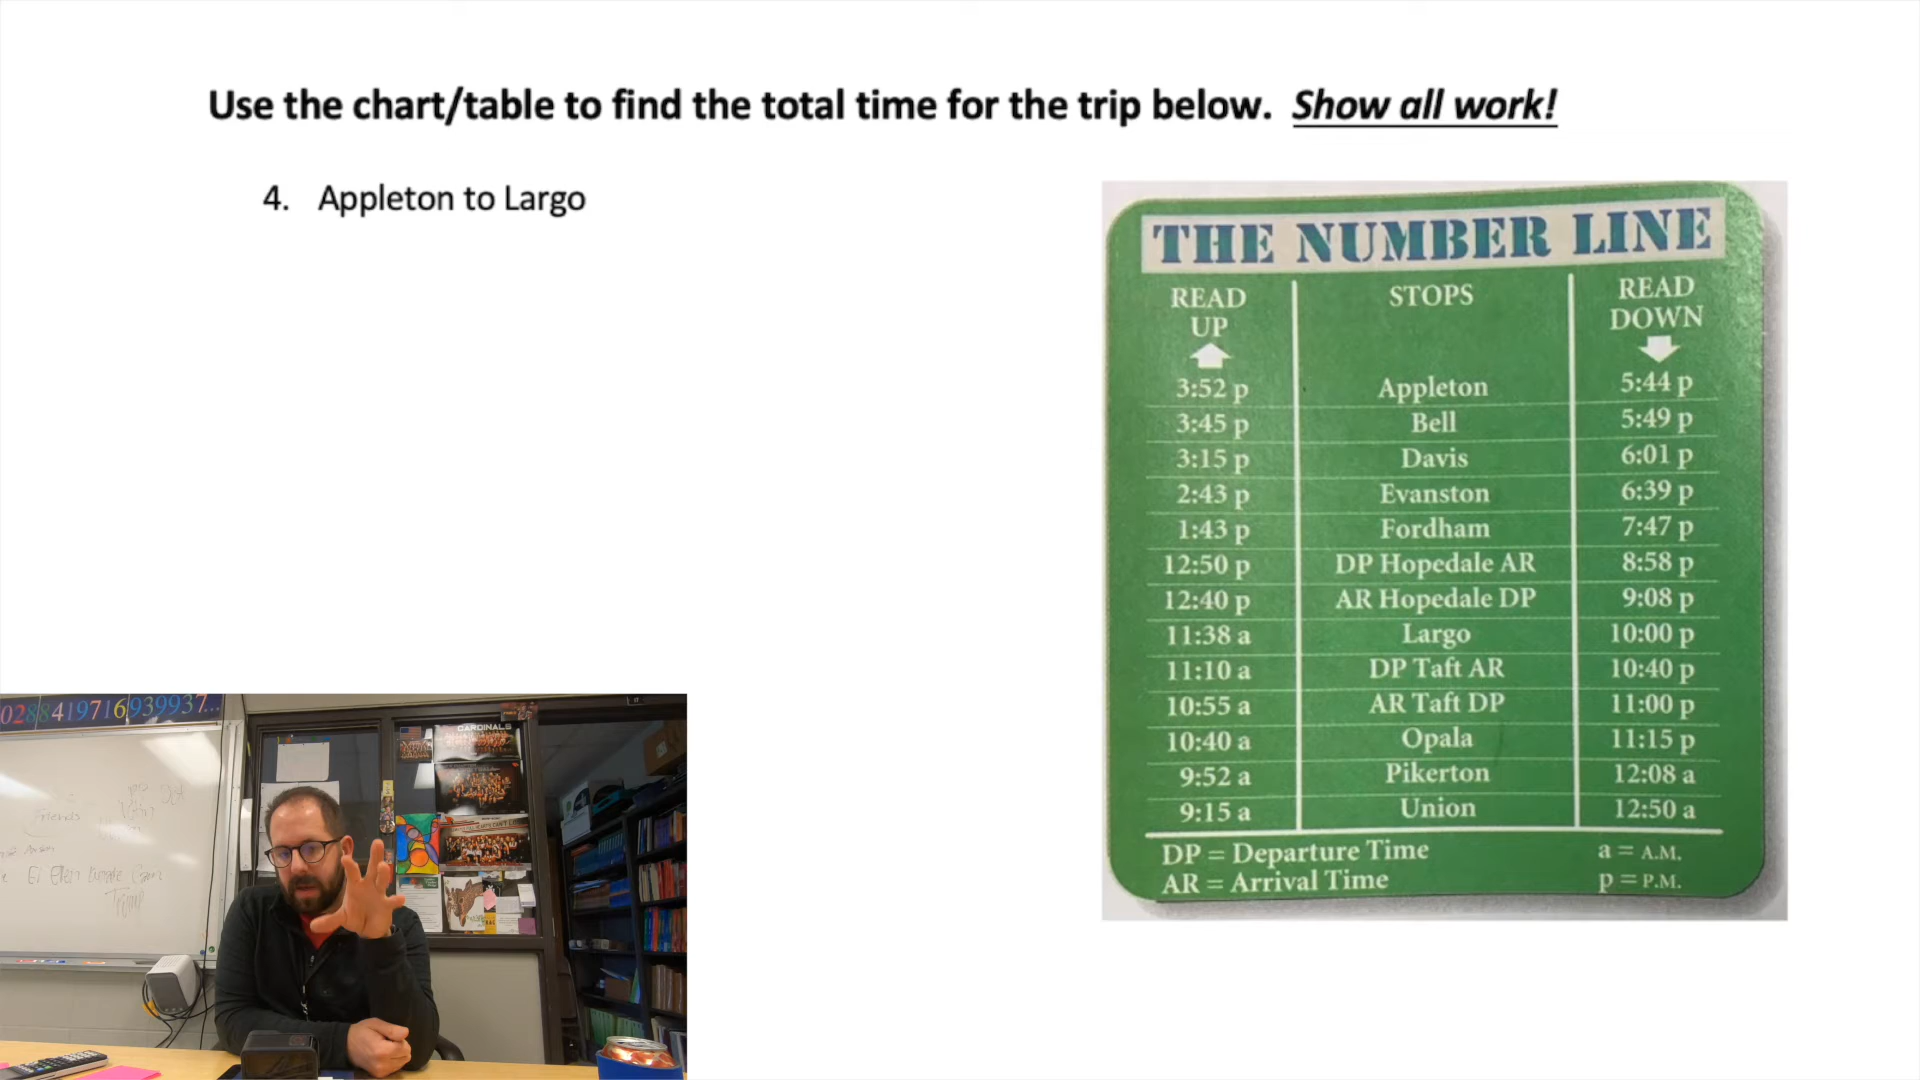 Use the chart/table to find the total time for the trip below. Show all work!
4. Appleton to Largo
THE NUMBER LINE
READ UP STOPS READ DOWN
3:52 p Appleton 5:44 p
3:45 p Bell 5:49 p
3:15 p Davis 6:01 p
2:43 p Evanston 6:39 p
1:43 p Fordham 7:47 p
12:50 p DP Hopedale AR 8:58 p
12:40 p AR Hopedale DP 9:08 p
11:38 a Largo 10:00 p
11:10 a DP Taft AR 10:40 p
10:55 a AR Taft DP 11:00 p
10:40 a Opala 11:15 p
9:52 a Pikerton 12:08 a
9:15 a Union 12:50 a
DP = Departure Time a = A.M.
AR = Arrival Time p = P.M.
028841971693993 7...
CARDINALS
Friends